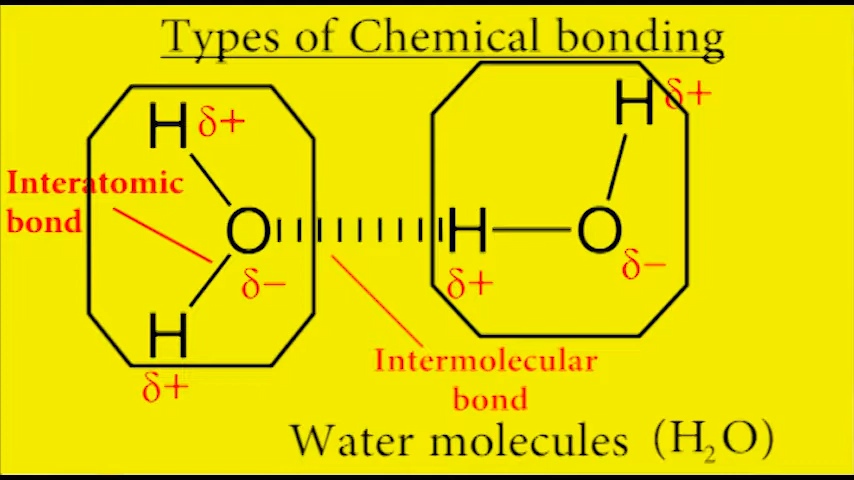 Types of Chemical bonding
H δ+
H δ+
Interatomic
bond
O
H
O
δ−
δ+
δ−
H
δ+
Intermolecular
bond
Water molecules (H₂O)